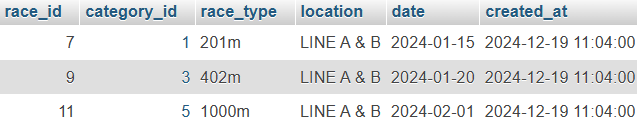 race_id category_id race_type location date created_at
7 1 201m LINE A & B 2024-01-15 2024-12-19 11:04:00
9 3 402m LINE A & B 2024-01-20 2024-12-19 11:04:00
11 5 1000m LINE A & B 2024-02-01 2024-12-19 11:04:00